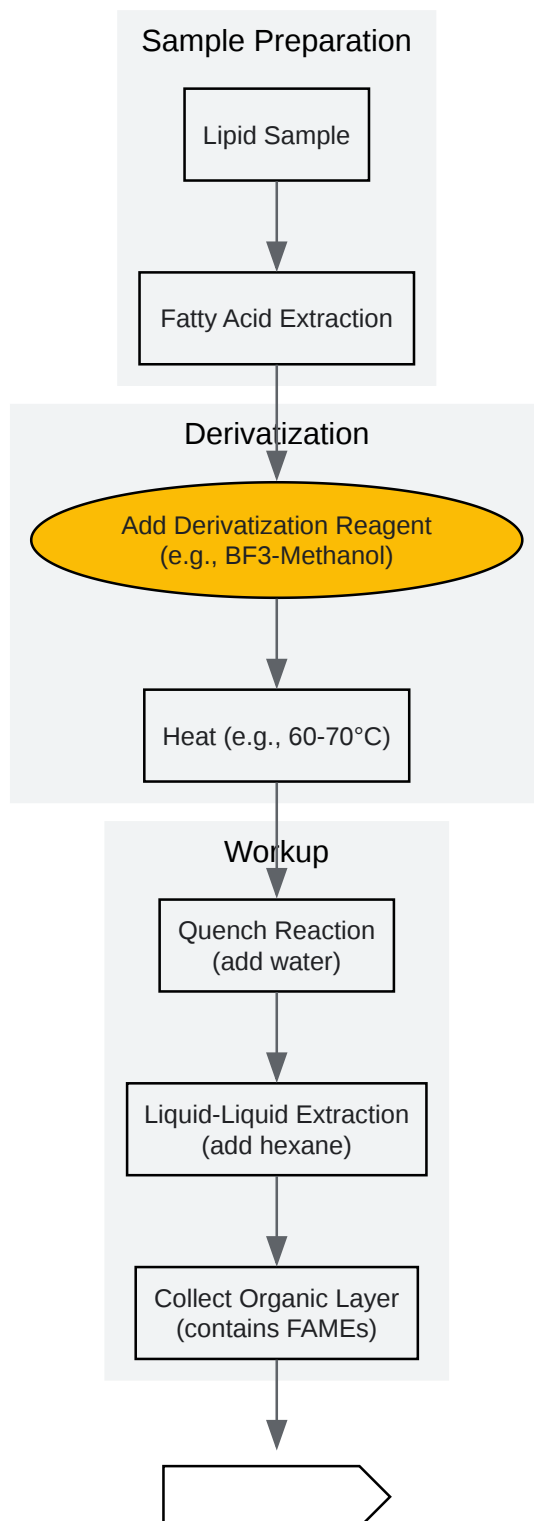 Sample Preparation
Lipid Sample
Fatty Acid Extraction
Derivatization
Add Derivatization Reagent
(e.g., BF3-Methanol)
Heat (e.g., 60-70°C)
Workup
Quench Reaction
(add water)
Liquid-Liquid Extraction
(add hexane)
Collect Organic Layer
(contains FAMEs)